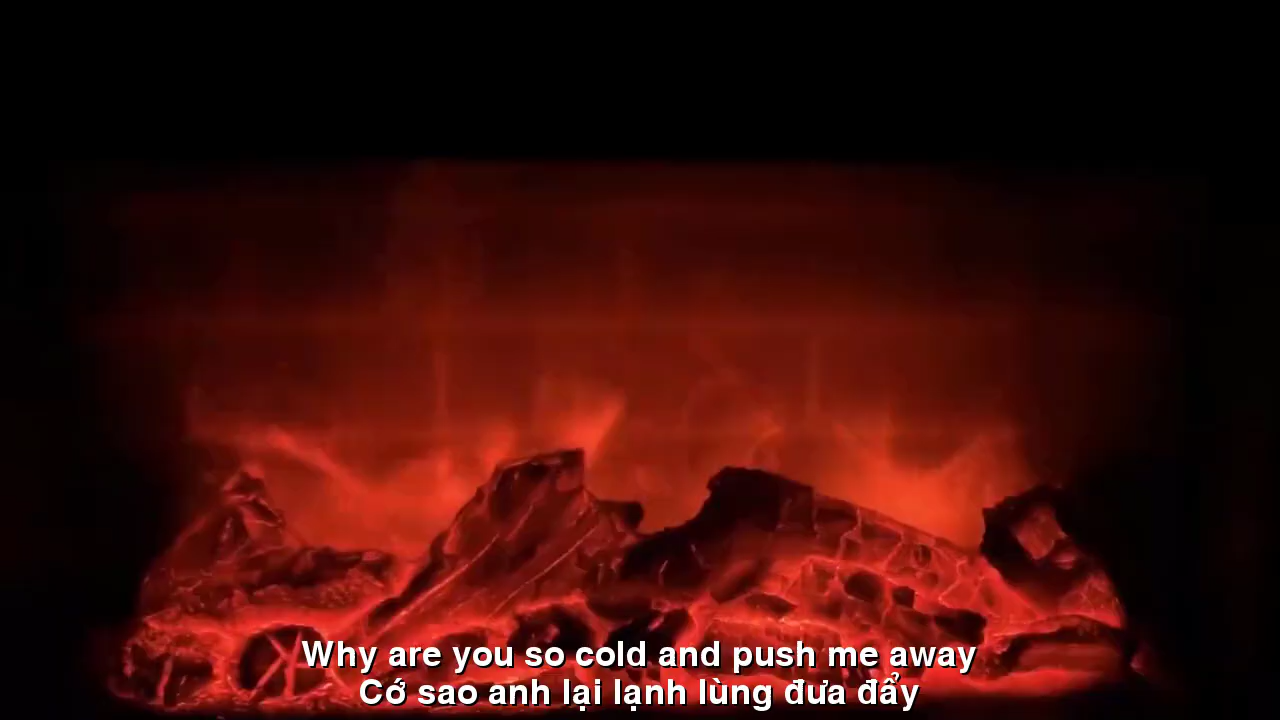 Why are you so cold and push me away
Cớ sao anh lại lạnh lùng đưa đẩy